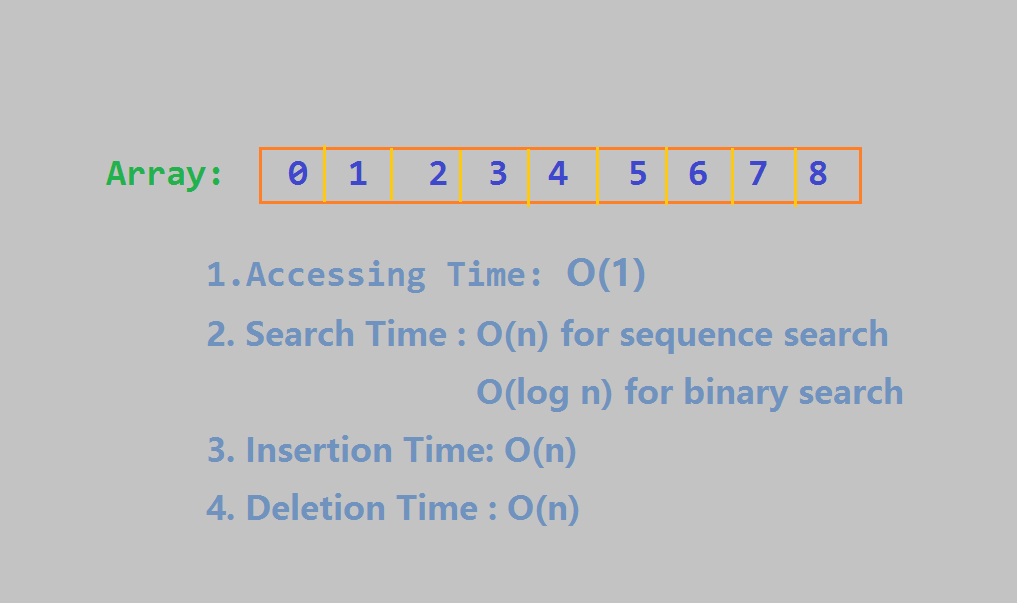 Array: 0 1 2 3 4 5 6 7 8
1.Accessing Time: O(1)
2. Search Time : O(n) for sequence search
O(log n) for binary search
3. Insertion Time: O(n)
4. Deletion Time : O(n)